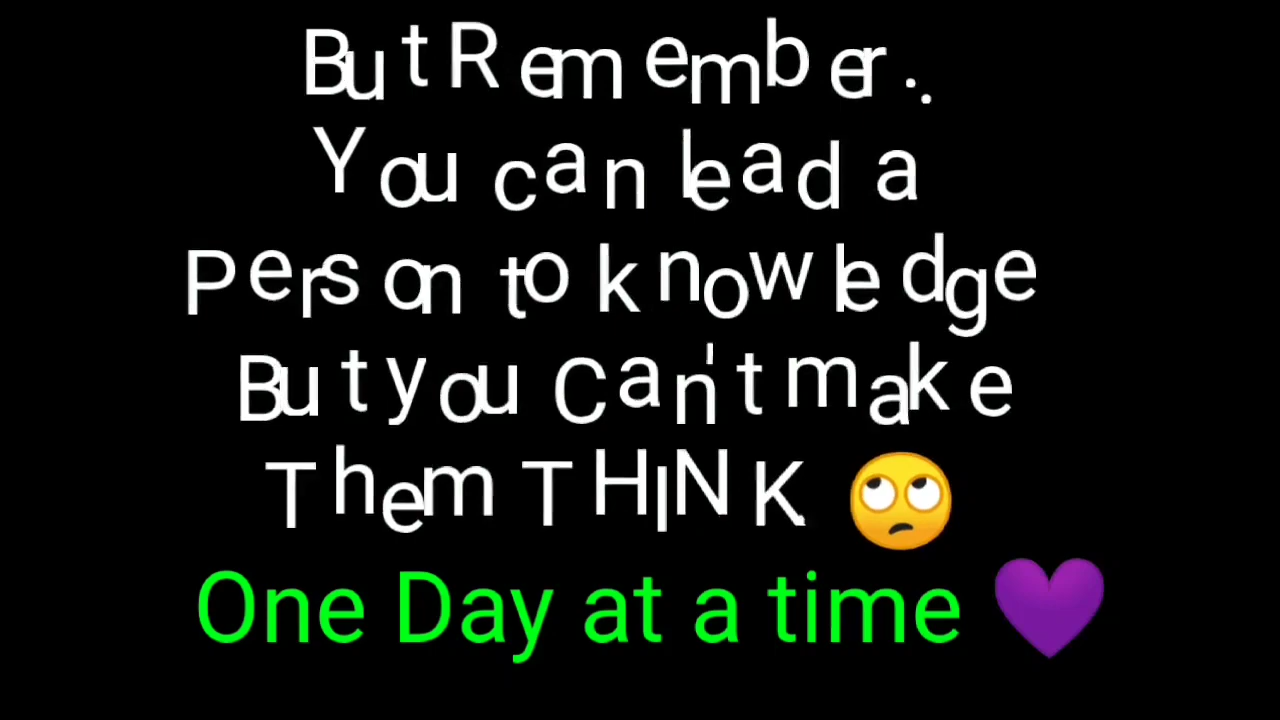 But Remember..
You can lead a
Person to knowledge
But you Can't make
Them THINK. 🙄
One Day at a time 💜